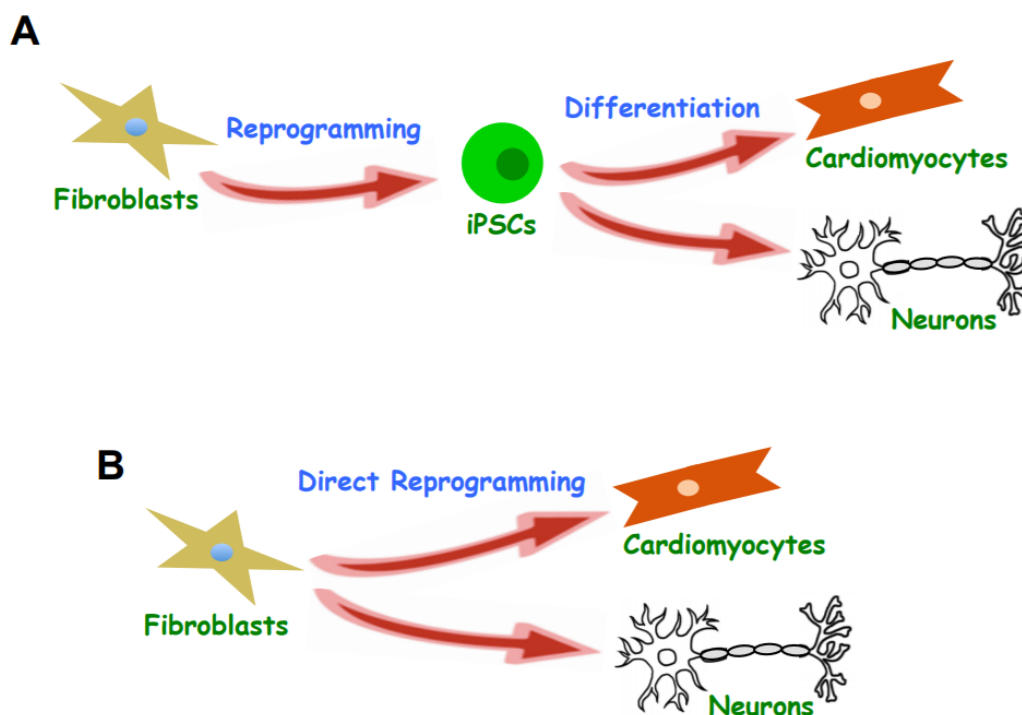 A
Reprogramming
Differentiation
Fibroblasts
iPSCs
Cardiomyocytes
Neurons
B
Direct Reprogramming
Cardiomyocytes
Fibroblasts
Neurons